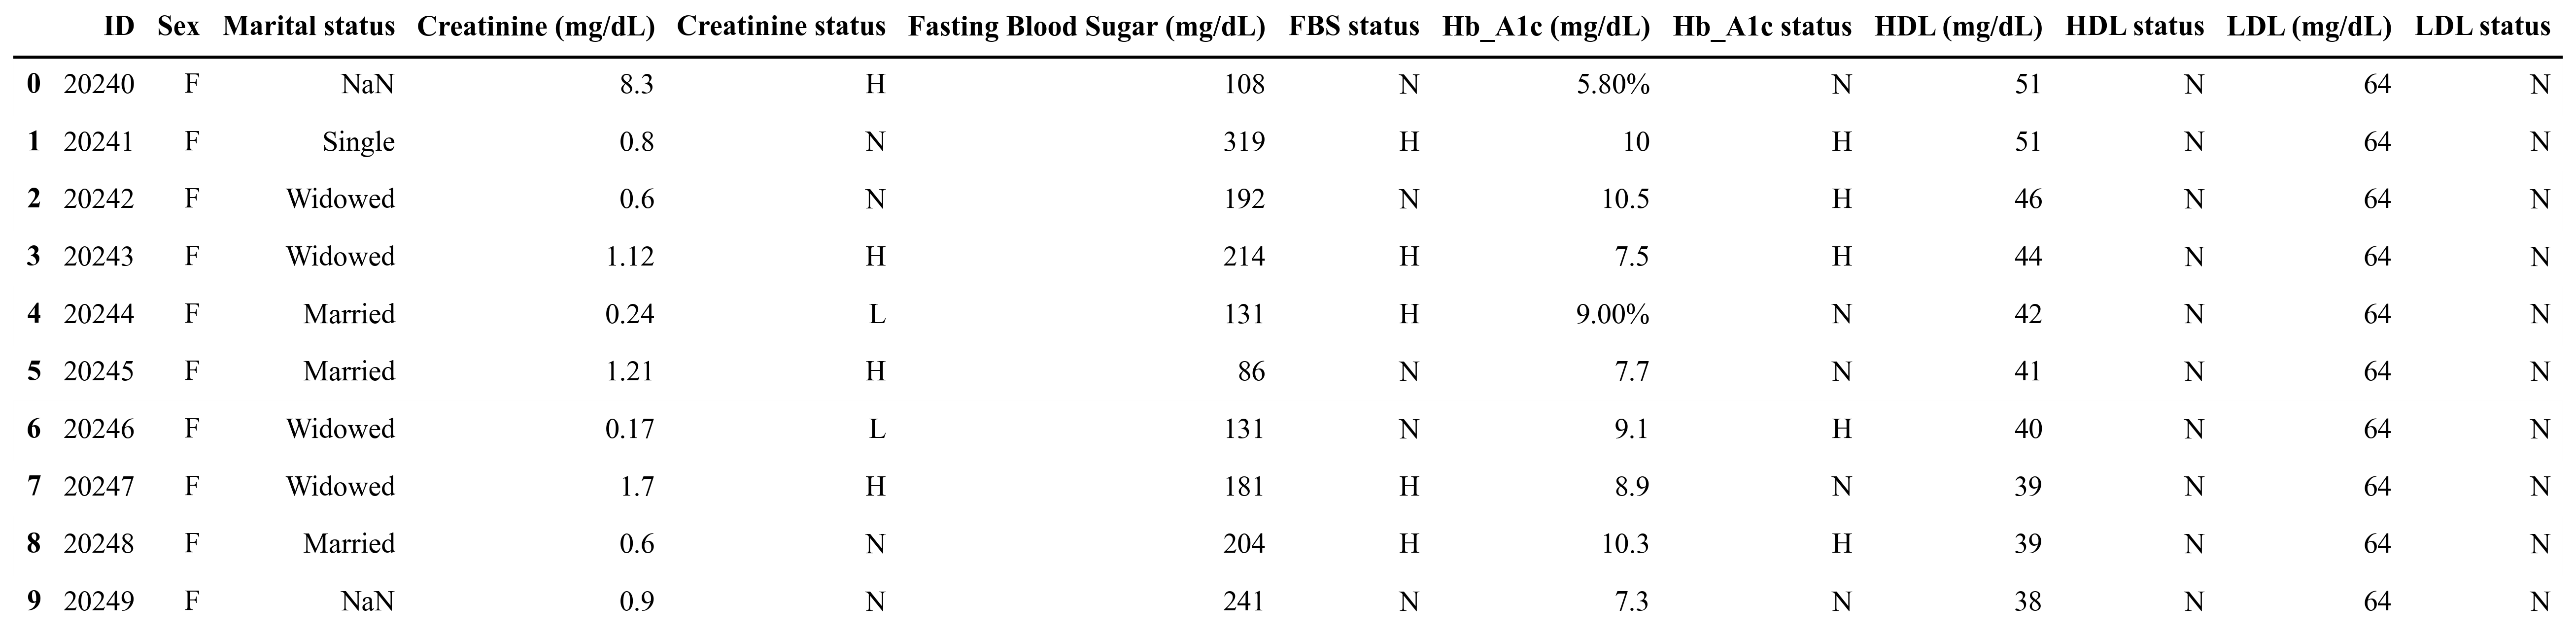 ID Sex Marital status Creatinine (mg/dL) Creatinine status Fasting Blood Sugar (mg/dL) FBS status Hb_A1c (mg/dL) Hb_A1c status HDL (mg/dL) HDL status LDL (mg/dL) LDL status
0 20240 F NaN 8.3 H 108 N 5.80% N 51 N 64 N
1 20241 F Single 0.8 N 319 H 10 H 51 N 64 N
2 20242 F Widowed 0.6 N 192 N 10.5 H 46 N 64 N
3 20243 F Widowed 1.12 H 214 H 7.5 H 44 N 64 N
4 20244 F Married 0.24 L 131 H 9.00% N 42 N 64 N
5 20245 F Married 1.21 H 86 N 7.7 N 41 N 64 N
6 20246 F Widowed 0.17 L 131 N 9.1 H 40 N 64 N
7 20247 F Widowed 1.7 H 181 H 8.9 N 39 N 64 N
8 20248 F Married 0.6 N 204 H 10.3 H 39 N 64 N
9 20249 F NaN 0.9 N 241 N 7.3 N 38 N 64 N